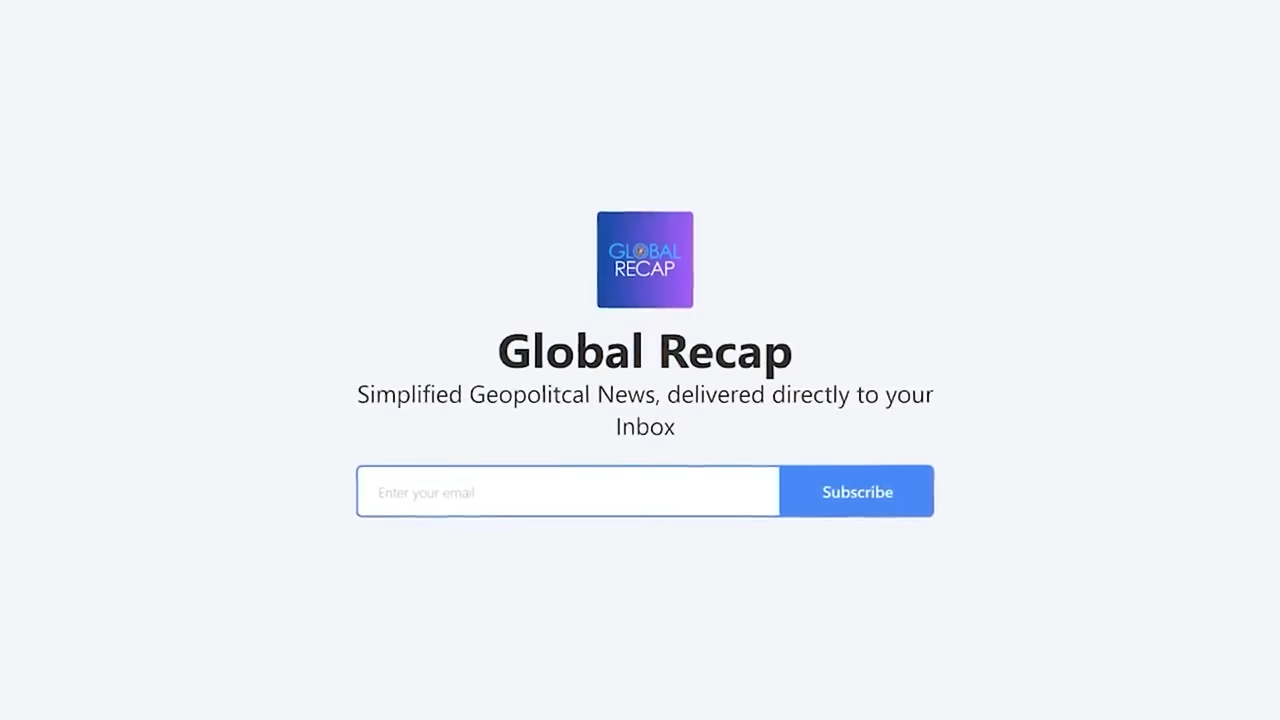 GLOBAL
RECAP
Global Recap
Simplified Geopolitcal News, delivered directly to your
Inbox
Enter your email
Subscribe